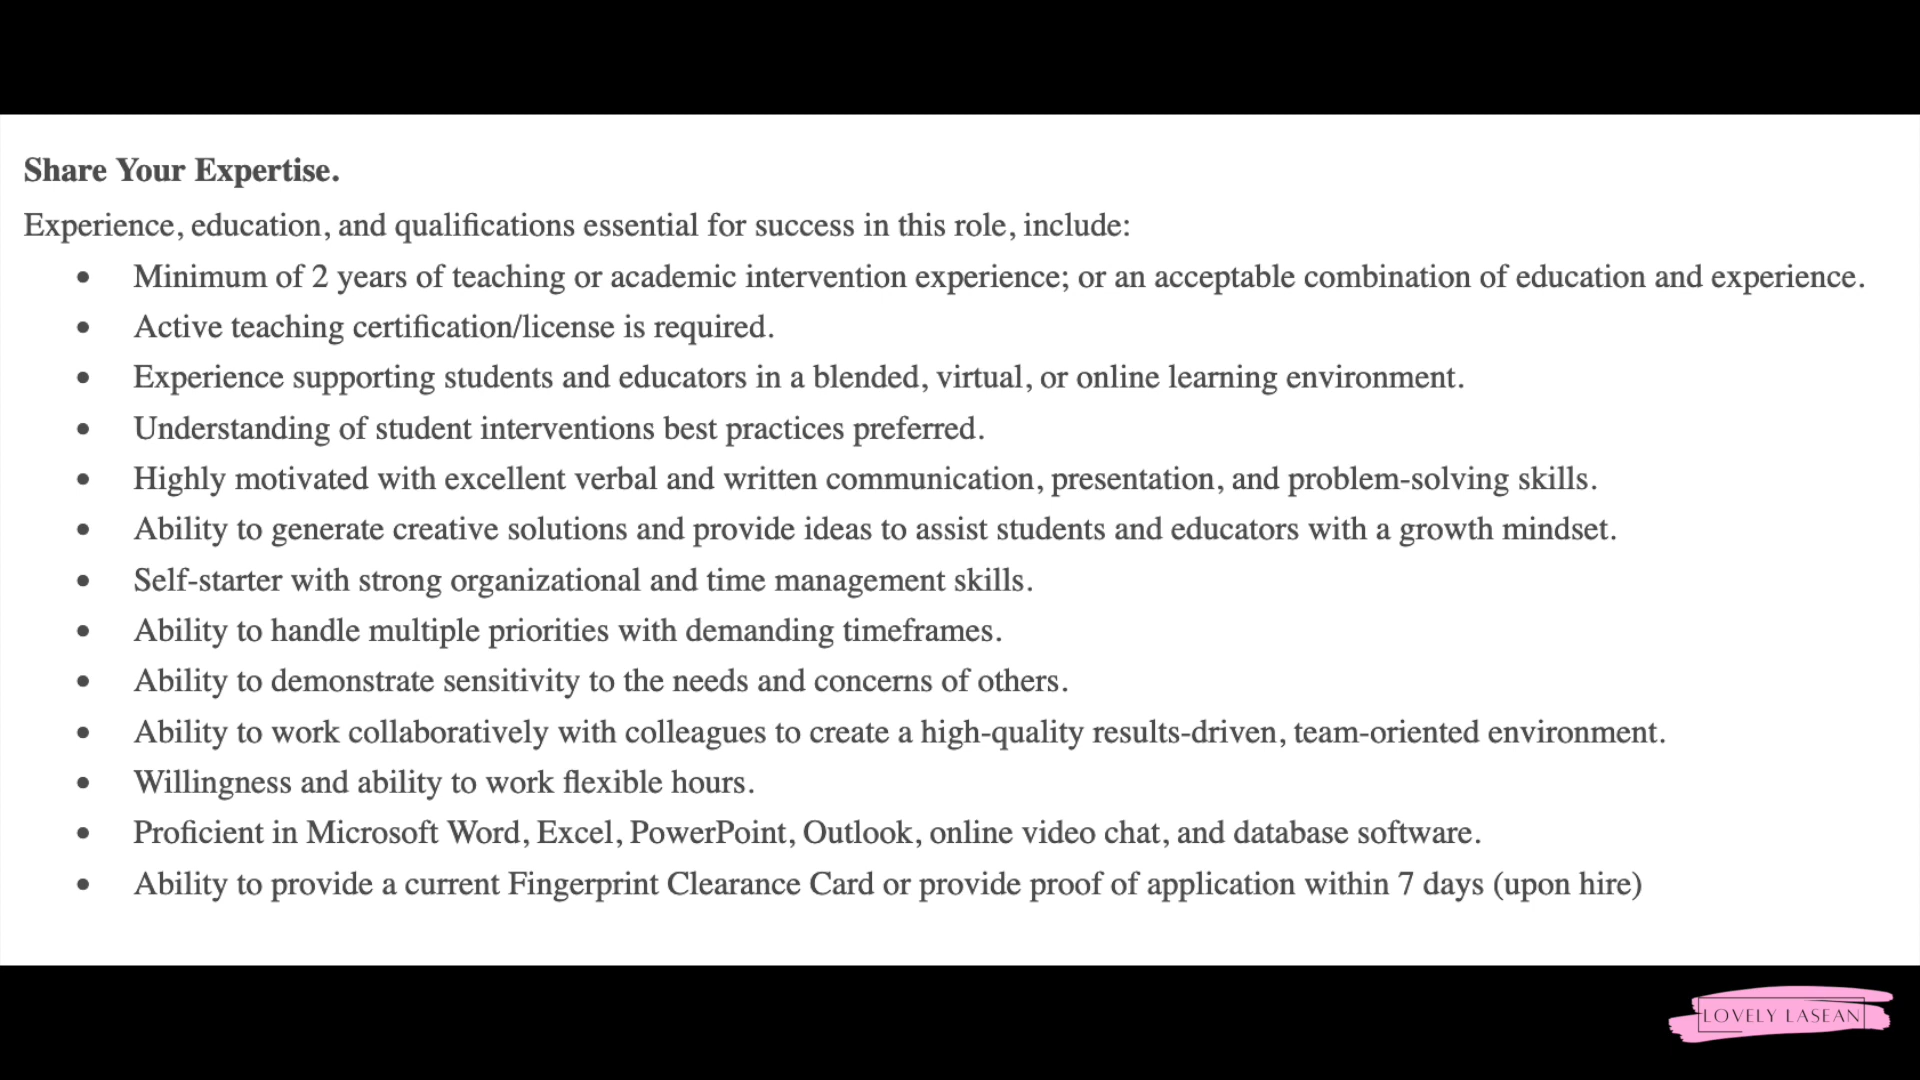 Share Your Expertise.
Experience, education, and qualifications essential for success in this role, include:
• Minimum of 2 years of teaching or academic intervention experience; or an acceptable combination of education and experience.
• Active teaching certification/license is required.
• Experience supporting students and educators in a blended, virtual, or online learning environment.
• Understanding of student interventions best practices preferred.
• Highly motivated with excellent verbal and written communication, presentation, and problem-solving skills.
• Ability to generate creative solutions and provide ideas to assist students and educators with a growth mindset.
• Self-starter with strong organizational and time management skills.
• Ability to handle multiple priorities with demanding timeframes.
• Ability to demonstrate sensitivity to the needs and concerns of others.
• Ability to work collaboratively with colleagues to create a high-quality results-driven, team-oriented environment.
• Willingness and ability to work flexible hours.
• Proficient in Microsoft Word, Excel, PowerPoint, Outlook, online video chat, and database software.
• Ability to provide a current Fingerprint Clearance Card or provide proof of application within 7 days (upon hire)
LOVELY LASEAN